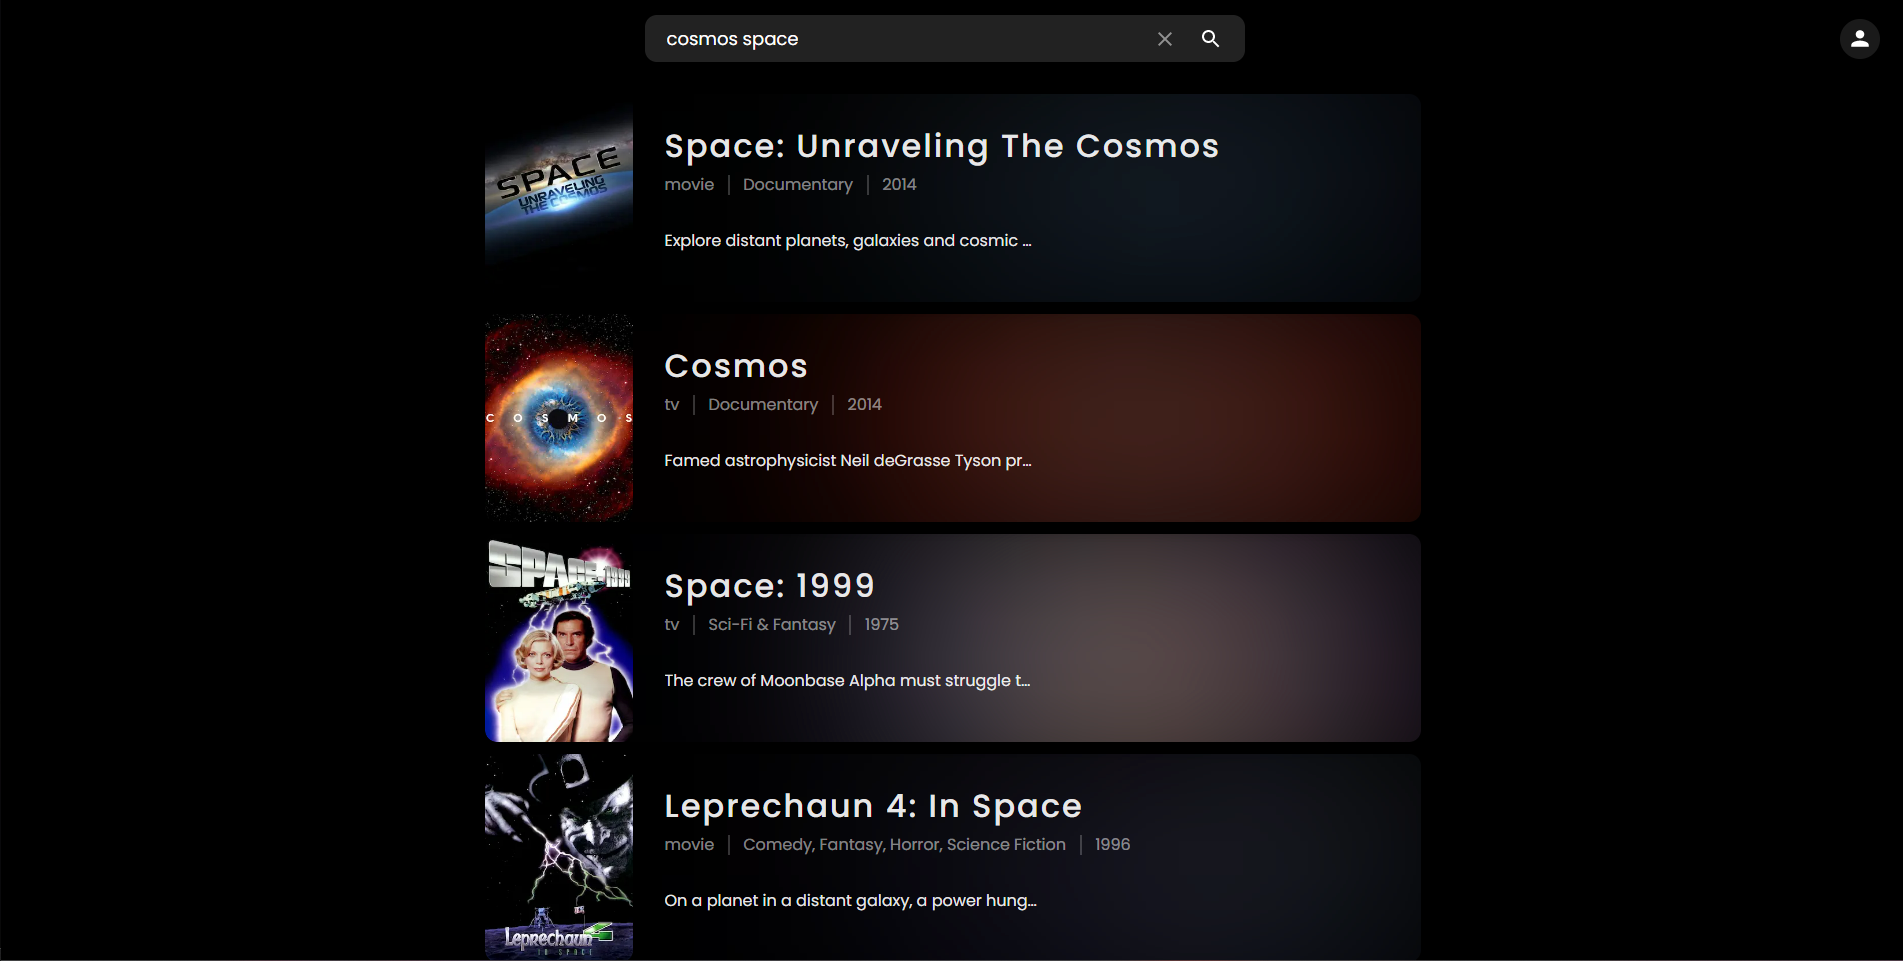 cosmos space
SPACE
UNRAVELING
THE COSMOS
Space: Unraveling The Cosmos
movie | Documentary | 2014
Explore distant planets, galaxies and cosmic ...
COSMOS
Cosmos
tv | Documentary | 2014
Famed astrophysicist Neil deGrasse Tyson pr...
SPACE: 1999
Space: 1999
tv | Sci-Fi & Fantasy | 1975
The crew of Moonbase Alpha must struggle t...
Leprechaun 4
IN SPACE
Leprechaun 4: In Space
movie | Comedy, Fantasy, Horror, Science Fiction | 1996
On a planet in a distant galaxy, a power hung...